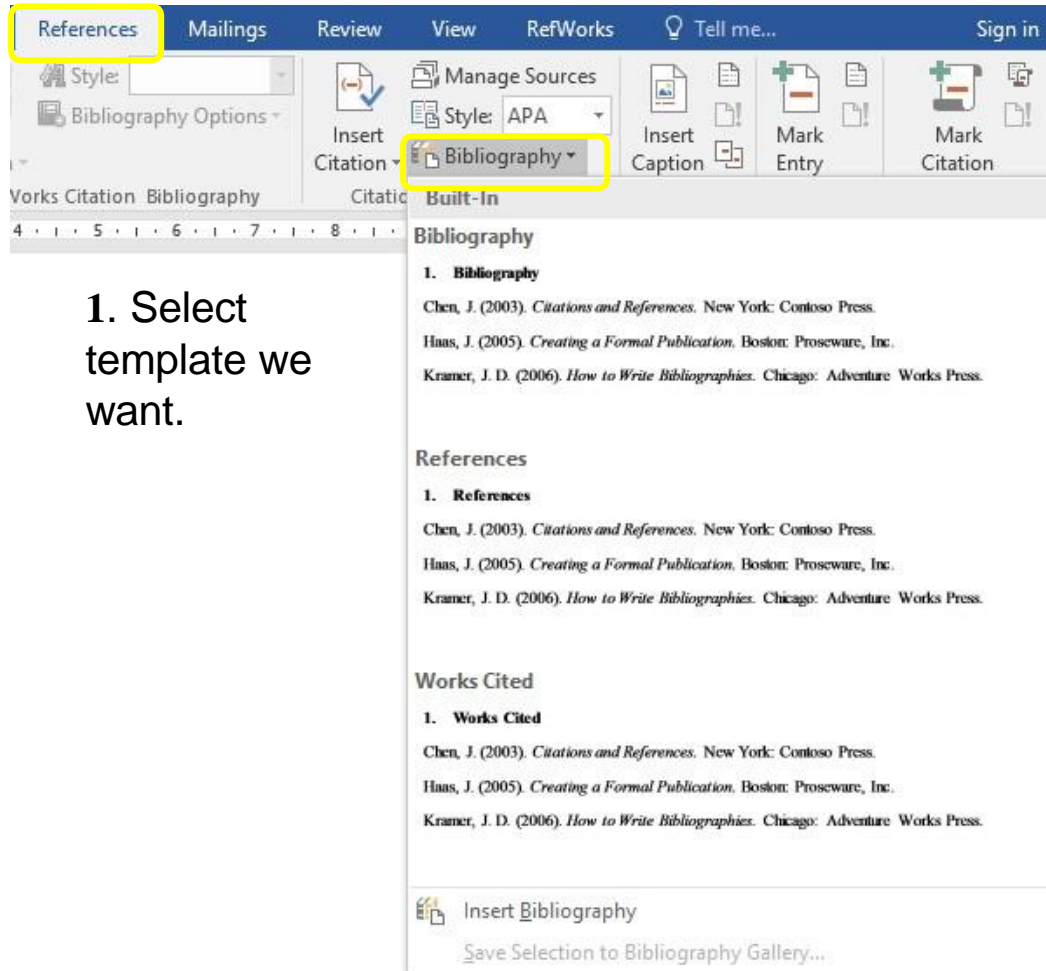 References Mailings Review View RefWorks Tell me... Sign in
Style:
Bibliography Options
Insert Citation
Manage Sources
Style: APA
Bibliography
Insert Caption
Mark Entry
Mark Citation
Works Citation Bibliography
Citatio
4 · ı · 5 · ı · 6 · ı · 7 · ı · 8 · ı ·
1. Select
template we
want.
Built-In
Bibliography
1. Bibliography
Chen, J. (2003). Citations and References. New York: Contoso Press.
Haas, J. (2005). Creating a Formal Publication. Boston: Proseware, Inc.
Kramer, J. D. (2006). How to Write Bibliographies. Chicago: Adventure Works Press.
References
1. References
Chen, J. (2003). Citations and References. New York: Contoso Press.
Haas, J. (2005). Creating a Formal Publication. Boston: Proseware, Inc.
Kramer, J. D. (2006). How to Write Bibliographies. Chicago: Adventure Works Press.
Works Cited
1. Works Cited
Chen, J. (2003). Citations and References. New York: Contoso Press.
Haas, J. (2005). Creating a Formal Publication. Boston: Proseware, Inc.
Kramer, J. D. (2006). How to Write Bibliographies. Chicago: Adventure Works Press.
Insert Bibliography
Save Selection to Bibliography Gallery...